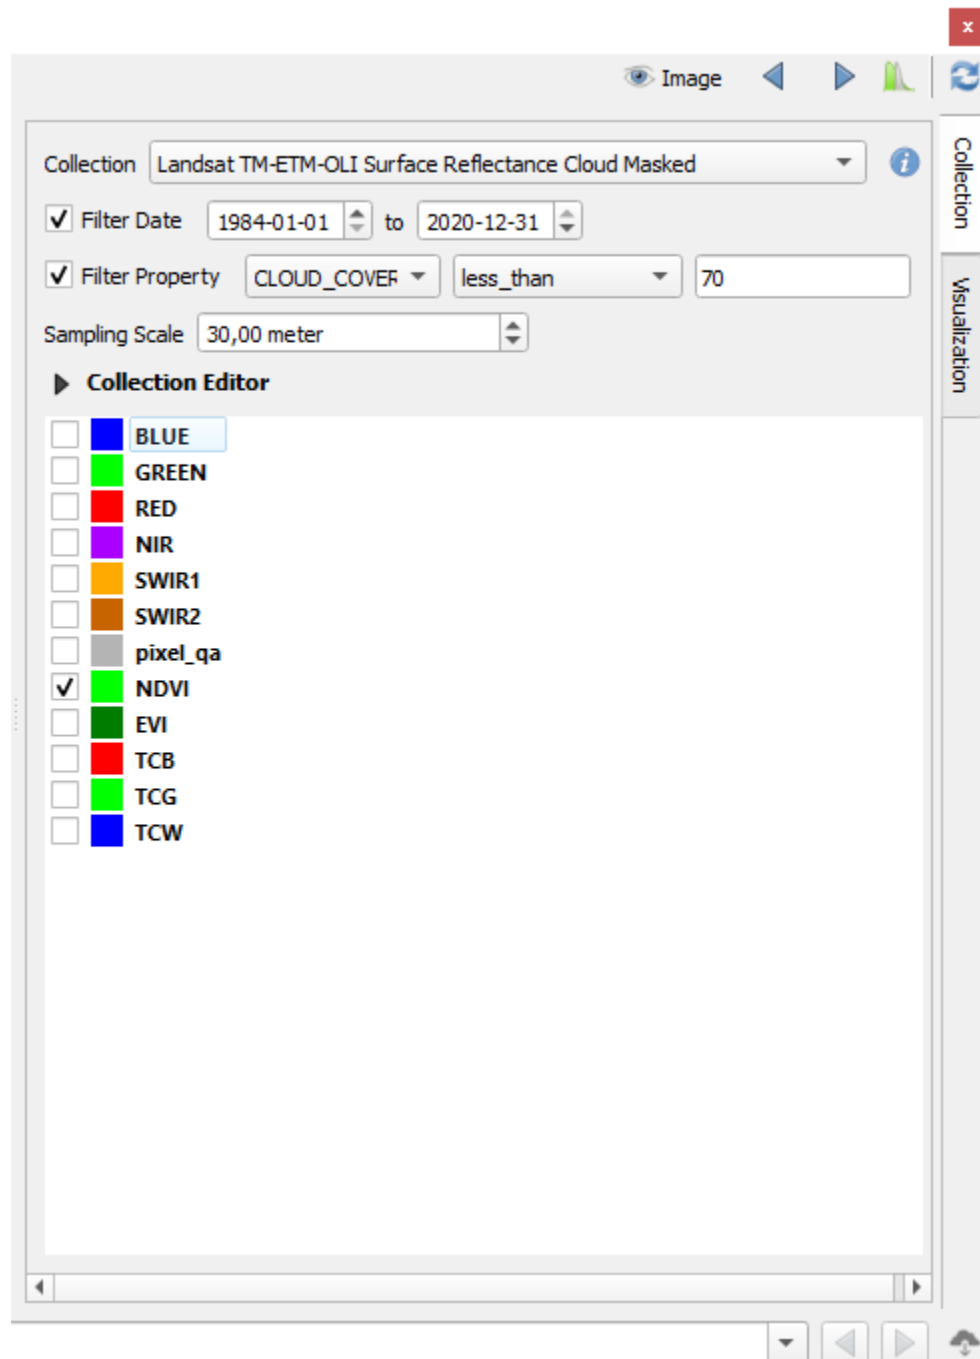 x
Image
Collection Landsat TM-ETM-OLI Surface Reflectance Cloud Masked
Filter Date 1984-01-01 to 2020-12-31
Filter Property CLOUD_COVER less_than 70
Sampling Scale 30,00 meter
Collection Editor
BLUE
GREEN
RED
NIR
SWIR1
SWIR2
pixel_qa
NDVI
EVI
TCB
TCG
TCW
Collection
Visualization